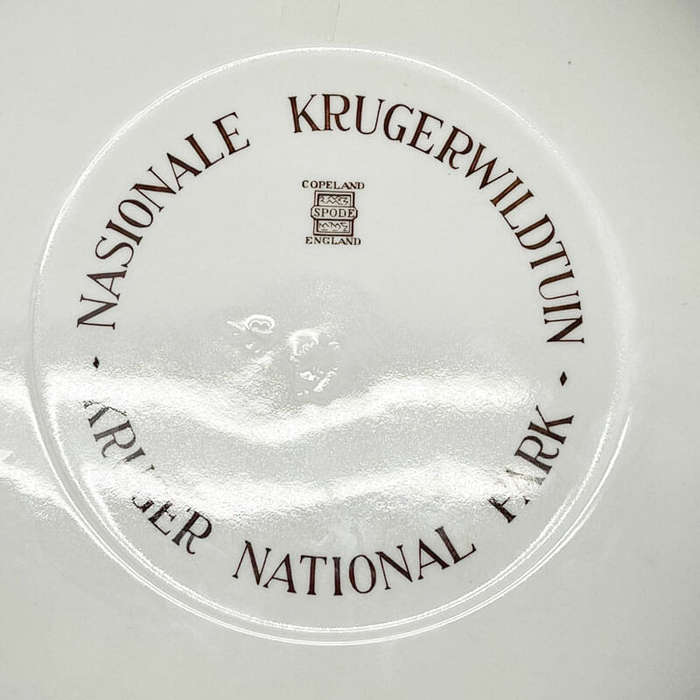 NASIONALE KRUGERWILDTUIN
COPELAND
SPODE
ENGLAND
KRUGER NATIONAL PARK